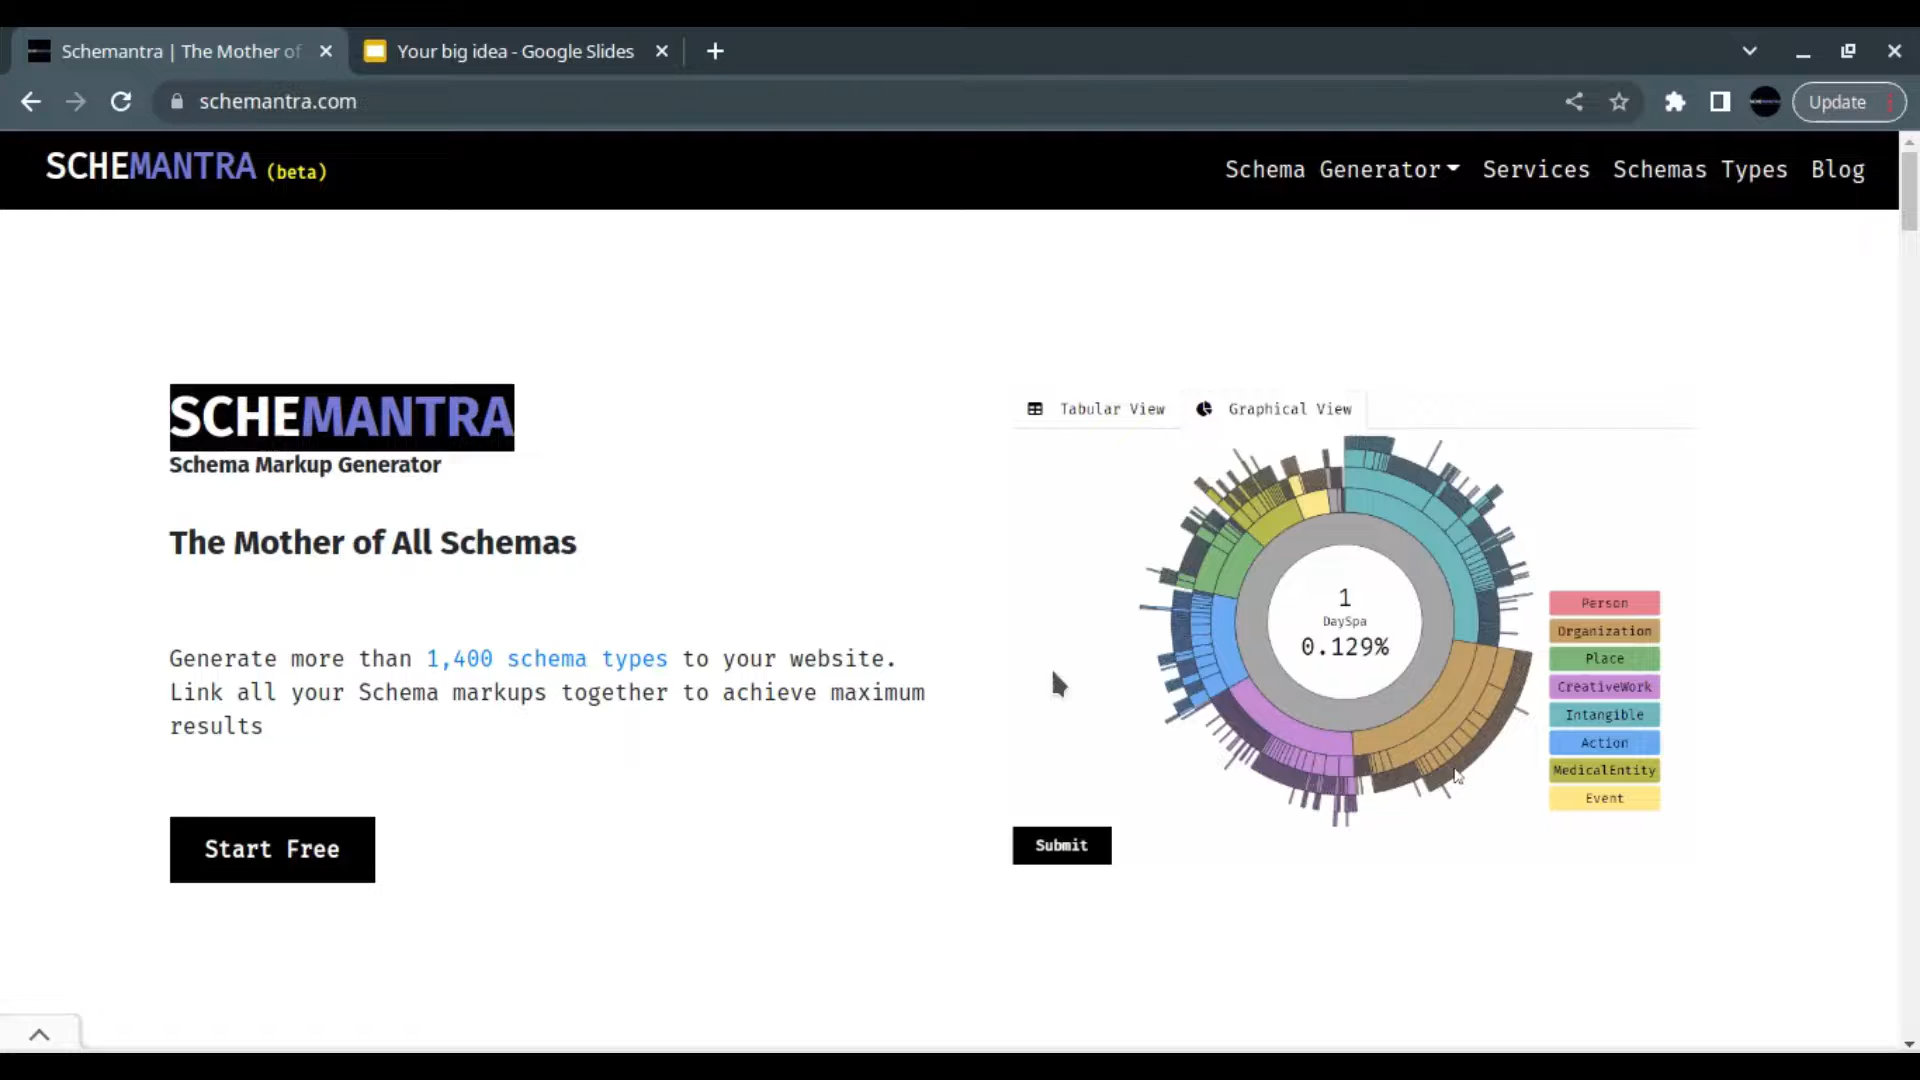 Schemantra | The Mother of
Your big idea - Google Slides
schemantra.com
Update
SCHEMANTRA (beta)
Schema Generator
Services
Schemas Types
Blog
SCHEMANTRA
Schema Markup Generator
The Mother of All Schemas
Generate more than 1,400 schema types to your website.
Link all your Schema markups together to achieve maximum
results
Start Free
Tabular View
Graphical View
1
DaySpa
0.129%
Person
Organization
Place
CreativeWork
Intangible
Action
MedicalEntity
Event
Submit